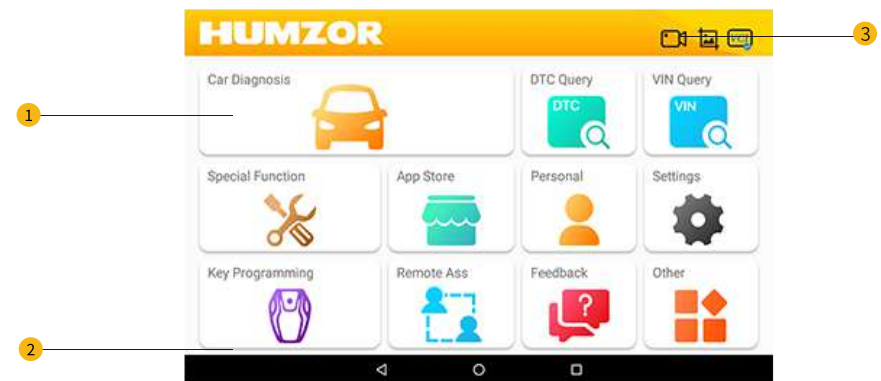 HUMZOR
VCI
3
Car Diagnosis
DTC Query
VIN Query
DTC
VIN
1
Special Function
App Store
Personal
Settings
Key Programming
Remote Ass
Feedback
Other
?
2